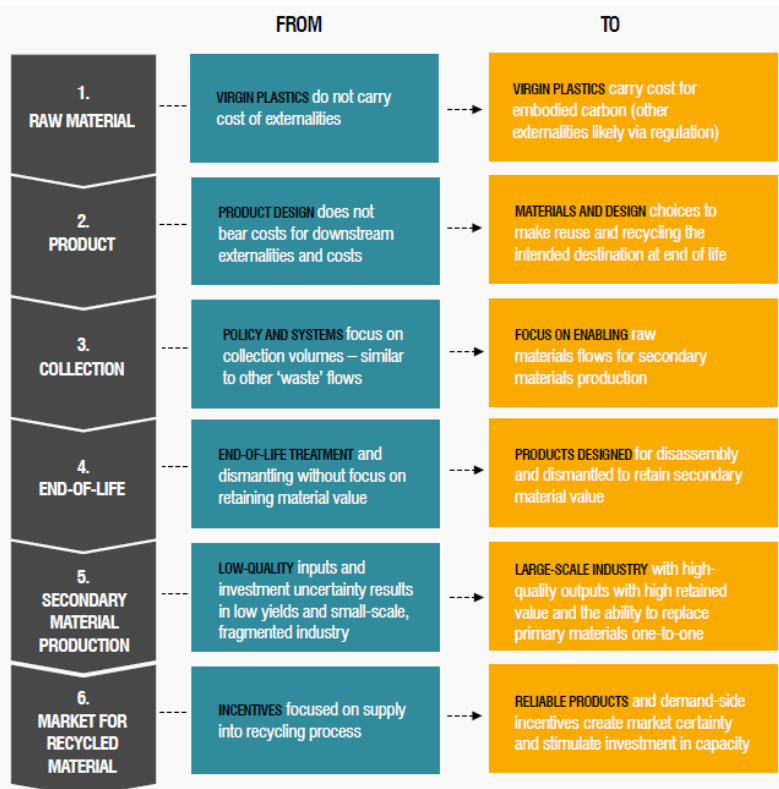 FROM
TO
1.
RAW MATERIAL
VIRGIN PLASTICS do not carry
cost of externalities
VIRGIN PLASTICS carry cost for
embodied carbon (other
externalities likely via regulation)
2.
PRODUCT
PRODUCT DESIGN does not
bear costs for downstream
externalities and costs
MATERIALS AND DESIGN choices to
make reuse and recycling the
intended destination at end of life
3.
COLLECTION
POLICY AND SYSTEMS focus on
collection volumes – similar
to other ‘waste’ flows
FOCUS ON ENABLING raw
materials flows for secondary
materials production
4.
END-OF-LIFE
END-OF-LIFE TREATMENT and
dismantling without focus on
retaining material value
PRODUCTS DESIGNED for disassembly
and dismantled to retain secondary
material value
5.
SECONDARY
MATERIAL
PRODUCTION
LOW-QUALITY inputs and
investment uncertainty results
in low yields and small-scale,
fragmented industry
LARGE-SCALE INDUSTRY with high-
quality outputs with high retained
value and the ability to replace
primary materials one-to-one
6.
MARKET FOR
RECYCLED
MATERIAL
INCENTIVES focused on supply
into recycling process
RELIABLE PRODUCTS and demand-side
incentives create market certainty
and stimulate investment in capacity